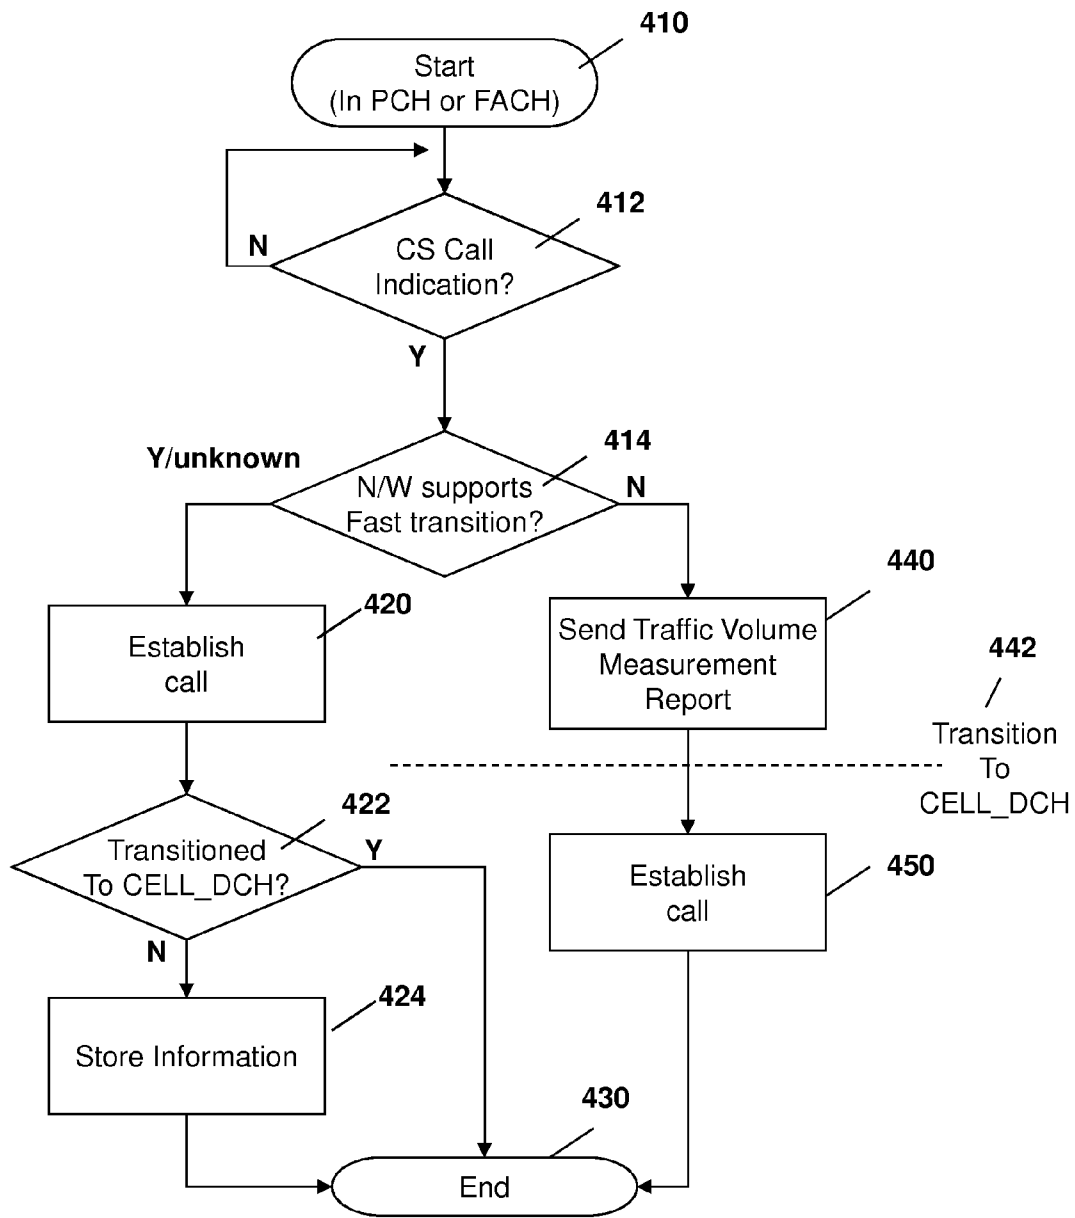 410
Start
(In PCH or FACH)
412
N
CS Call
Indication?
Y
414
Y/unknown
N/W supports
Fast transition?
N
440
420
Establish
call
Send Traffic Volume
Measurement
Report
442
Transition
To
CELL_DCH
422
Transitioned
To CELL_DCH?
Y
N
Establish
call
450
424
Store Information
430
End